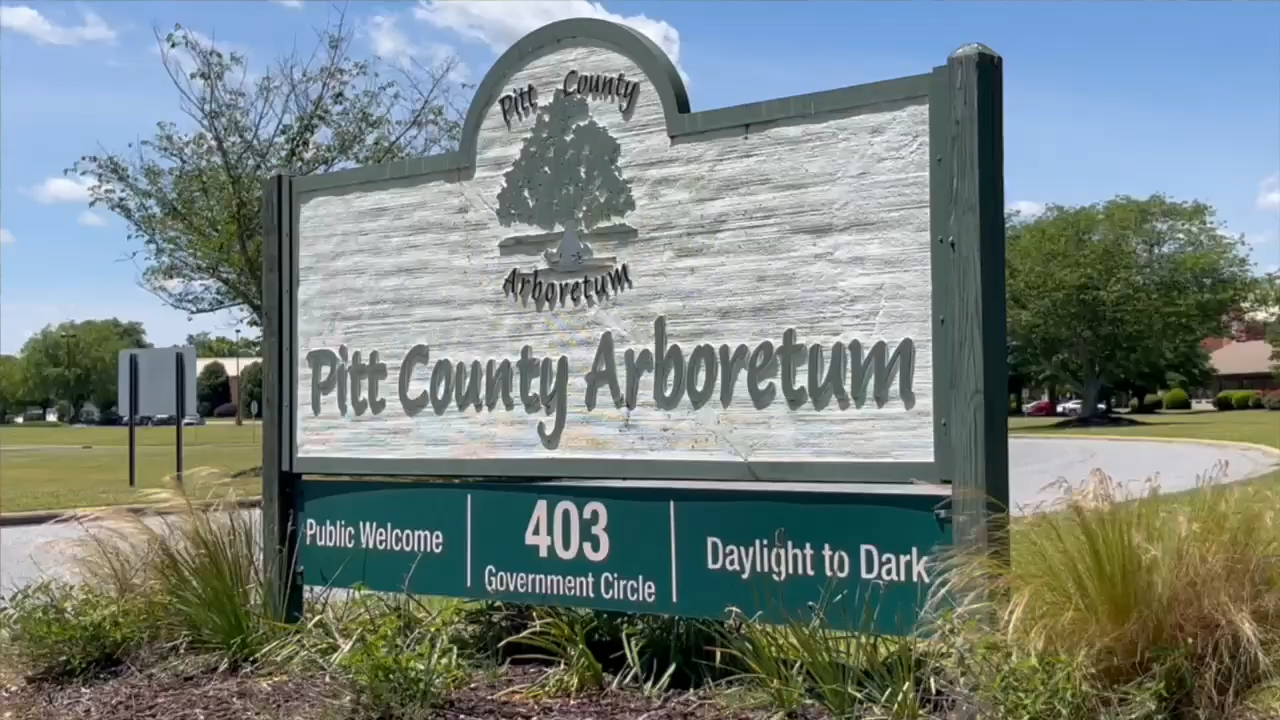 Pitt County
Arboretum
Pitt County Arboretum
Public Welcome
403
Government Circle
Daylight to Dark